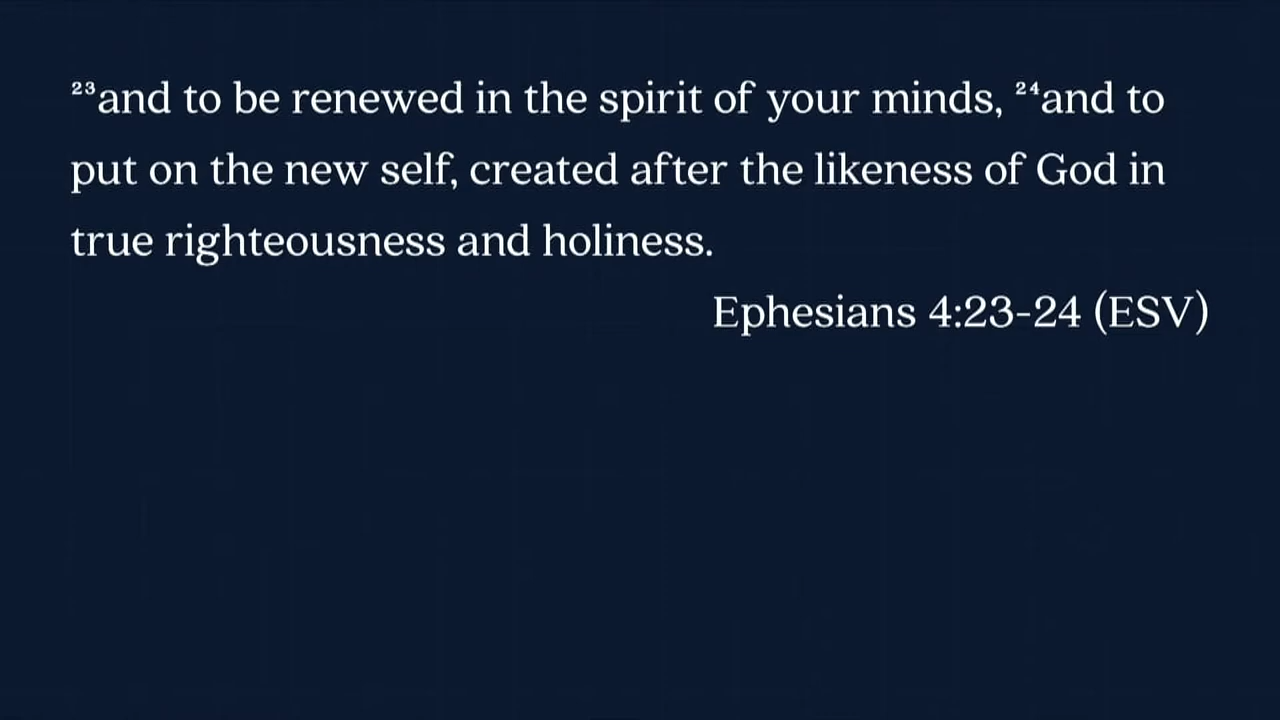 ²³and to be renewed in the spirit of your minds, ²⁴and to
put on the new self, created after the likeness of God in
true righteousness and holiness.
Ephesians 4:23-24 (ESV)